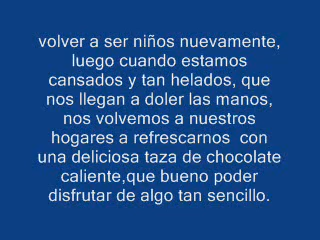 volver a ser niños nuevamente,
luego cuando estamos
cansados y tan helados, que
nos llegan a doler las manos,
nos volvemos a nuestros
hogares a refrescarnos  con
una deliciosa taza de chocolate
caliente,que bueno poder
disfrutar de algo tan sencillo.